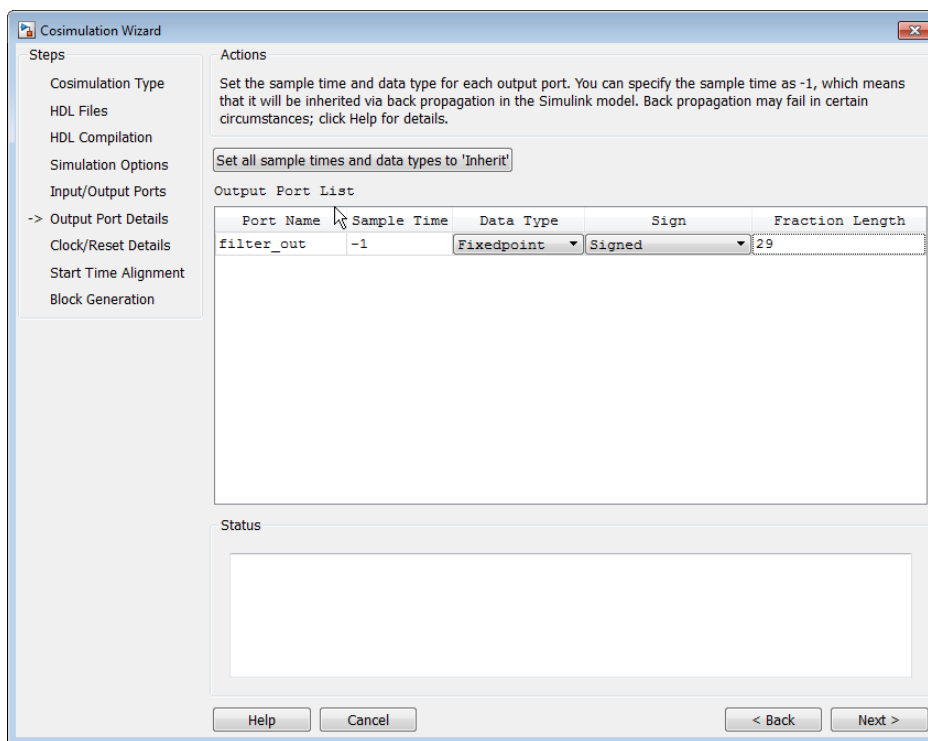 Cosimulation Wizard
Steps
Cosimulation Type
HDL Files
HDL Compilation
Simulation Options
Input/Output Ports
-> Output Port Details
Clock/Reset Details
Start Time Alignment
Block Generation
Actions
Set the sample time and data type for each output port. You can specify the sample time as -1, which means
that it will be inherited via back propagation in the Simulink model. Back propagation may fail in certain
circumstances; click Help for details.
Set all sample times and data types to 'Inherit'
Output Port List
Port Name Sample Time Data Type Sign Fraction Length
filter_out -1 Fixedpoint Signed 29
Status
Help Cancel < Back Next >